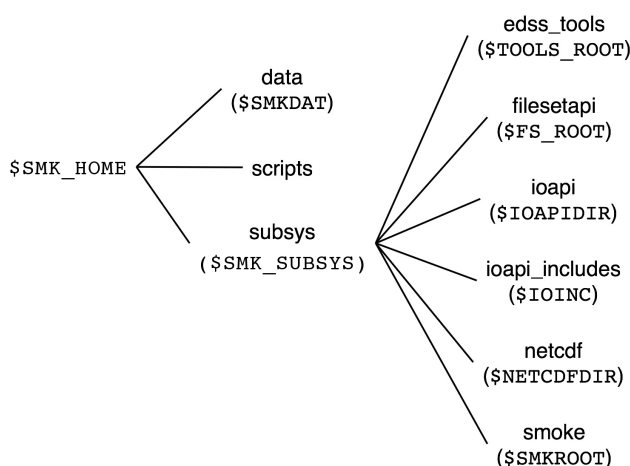 $SMK_HOME
data
($SMKDAT)
scripts
subsys
($SMK_SUBSYS)
edss_tools
($TOOLS_ROOT)
filesetapi
($FS_ROOT)
ioapi
($IOAPIDIR)
ioapi_includes
($IOINC)
netcdf
($NETCDFDIR)
smoke
($SMKROOT)